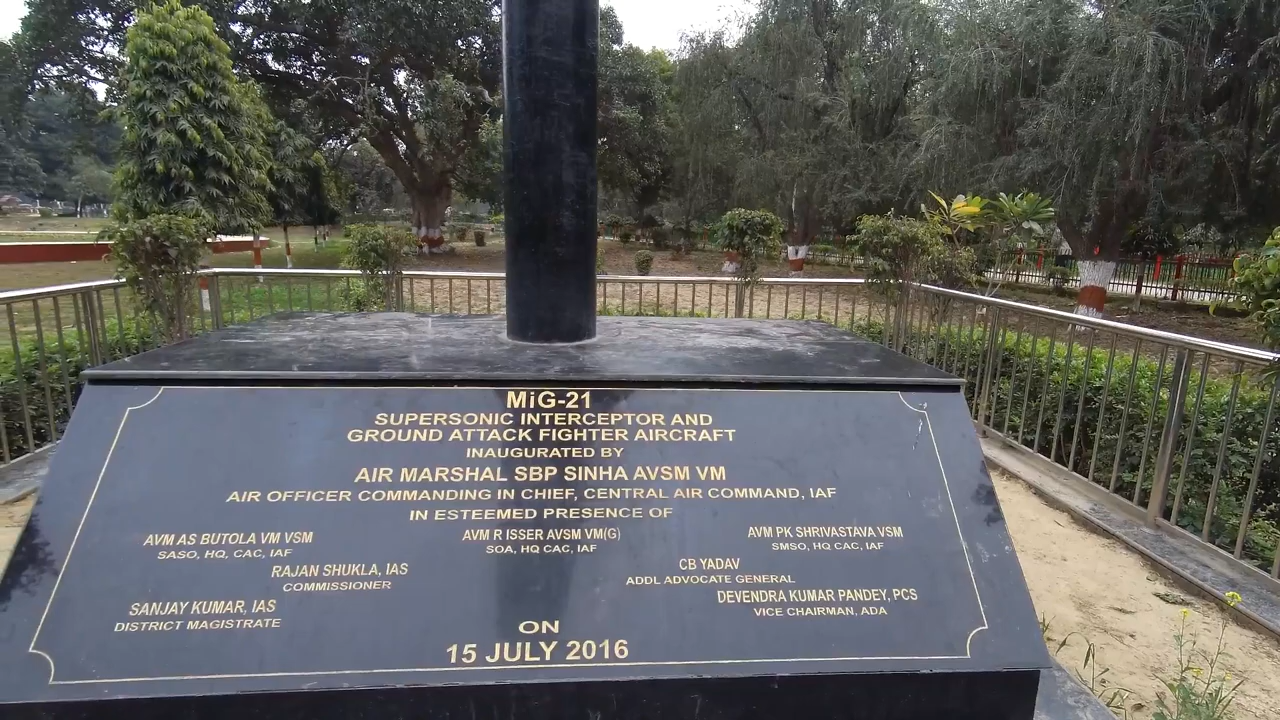 MiG-21
SUPERSONIC INTERCEPTOR AND
GROUND ATTACK FIGHTER AIRCRAFT
INAUGURATED BY
AIR MARSHAL SBP SINHA AVSM VM
AIR OFFICER COMMANDING IN CHIEF, CENTRAL AIR COMMAND, IAF
IN ESTEEMED PRESENCE OF
AVM AS BUTOLA VM VSM
SASO, HQ, CAC, IAF
AVM R ISSER AVSM VM(G)
SOA, HQ CAC, IAF
AVM PK SHRIVASTAVA VSM
SMSO, HQ CAC, IAF
RAJAN SHUKLA, IAS
COMMISSIONER
CB YADAV
ADDL ADVOCATE GENERAL
SANJAY KUMAR, IAS
DISTRICT MAGISTRATE
DEVENDRA KUMAR PANDEY, PCS
VICE CHAIRMAN, ADA
ON
15 JULY 2016